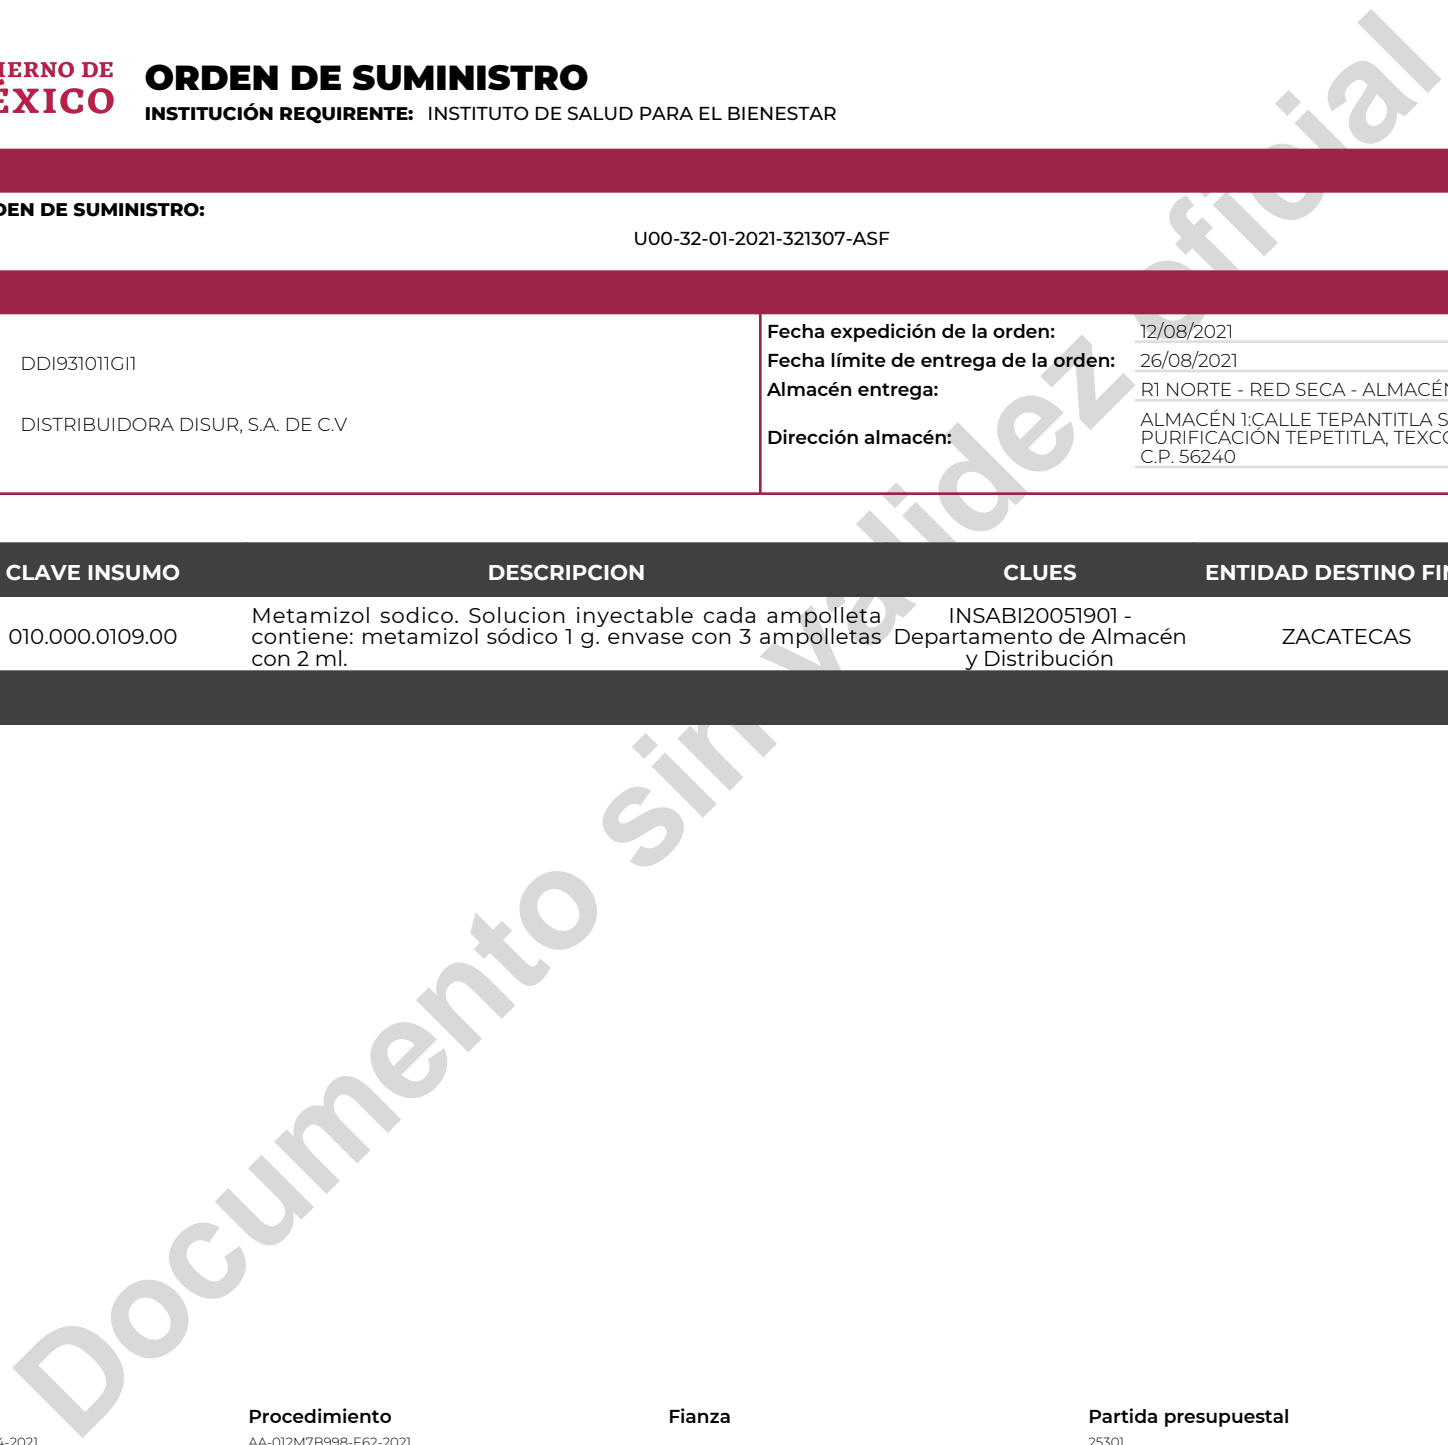 IERNO DE
ÉXICO
ORDEN DE SUMINISTRO
INSTITUCIÓN REQUIRENTE: INSTITUTO DE SALUD PARA EL BIENESTAR
DEN DE SUMINISTRO:
U00-32-01-2021-321307-ASF
DDI931011GI1
DISTRIBUIDORA DISUR, S.A. DE C.V
Fecha expedición de la orden: 12/08/2021
Fecha límite de entrega de la orden: 26/08/2021
Almacén entrega: R1 NORTE - RED SECA - ALMACÉN
Dirección almacén: ALMACÉN 1:CALLE TEPANTITLA S
PURIFICACIÓN TEPETITLA, TEXCO
C.P. 56240
CLAVE INSUMO DESCRIPCION CLUES ENTIDAD DESTINO FIN
010.000.0109.00
Metamizol sodico. Solucion inyectable cada ampolleta
contiene: metamizol sódico 1 g. envase con 3 ampolletas
con 2 ml.
INSABI20051901 -
Departamento de Almacén
y Distribución
ZACATECAS
Documento sin validez oficial
Procedimiento Fianza Partida presupuestal
4-2021 AA-012M7B998-E62-2021 25301